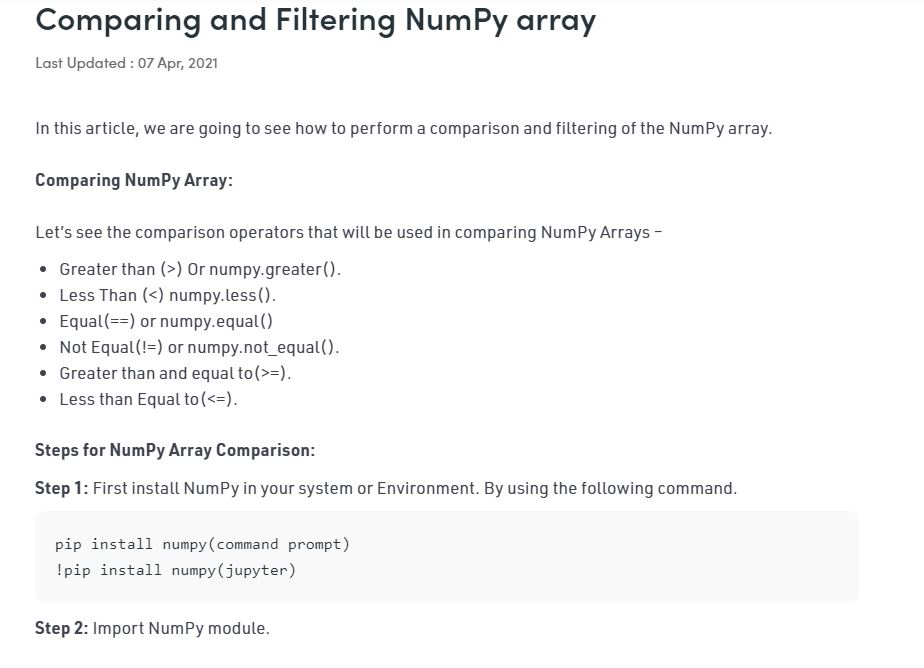 Comparing and Filtering NumPy array
Last Updated : 07 Apr, 2021
In this article, we are going to see how to perform a comparison and filtering of the NumPy array.
Comparing NumPy Array:
Let's see the comparison operators that will be used in comparing NumPy Arrays –
• Greater than (>) Or numpy.greater().
• Less Than (<) numpy.less().
• Equal(==) or numpy.equal()
• Not Equal(!=) or numpy.not_equal().
• Greater than and equal to(>=).
• Less than Equal to(<=).
Steps for NumPy Array Comparison:
Step 1: First install NumPy in your system or Environment. By using the following command.
pip install numpy(command prompt)
!pip install numpy(jupyter)
Step 2: Import NumPy module.